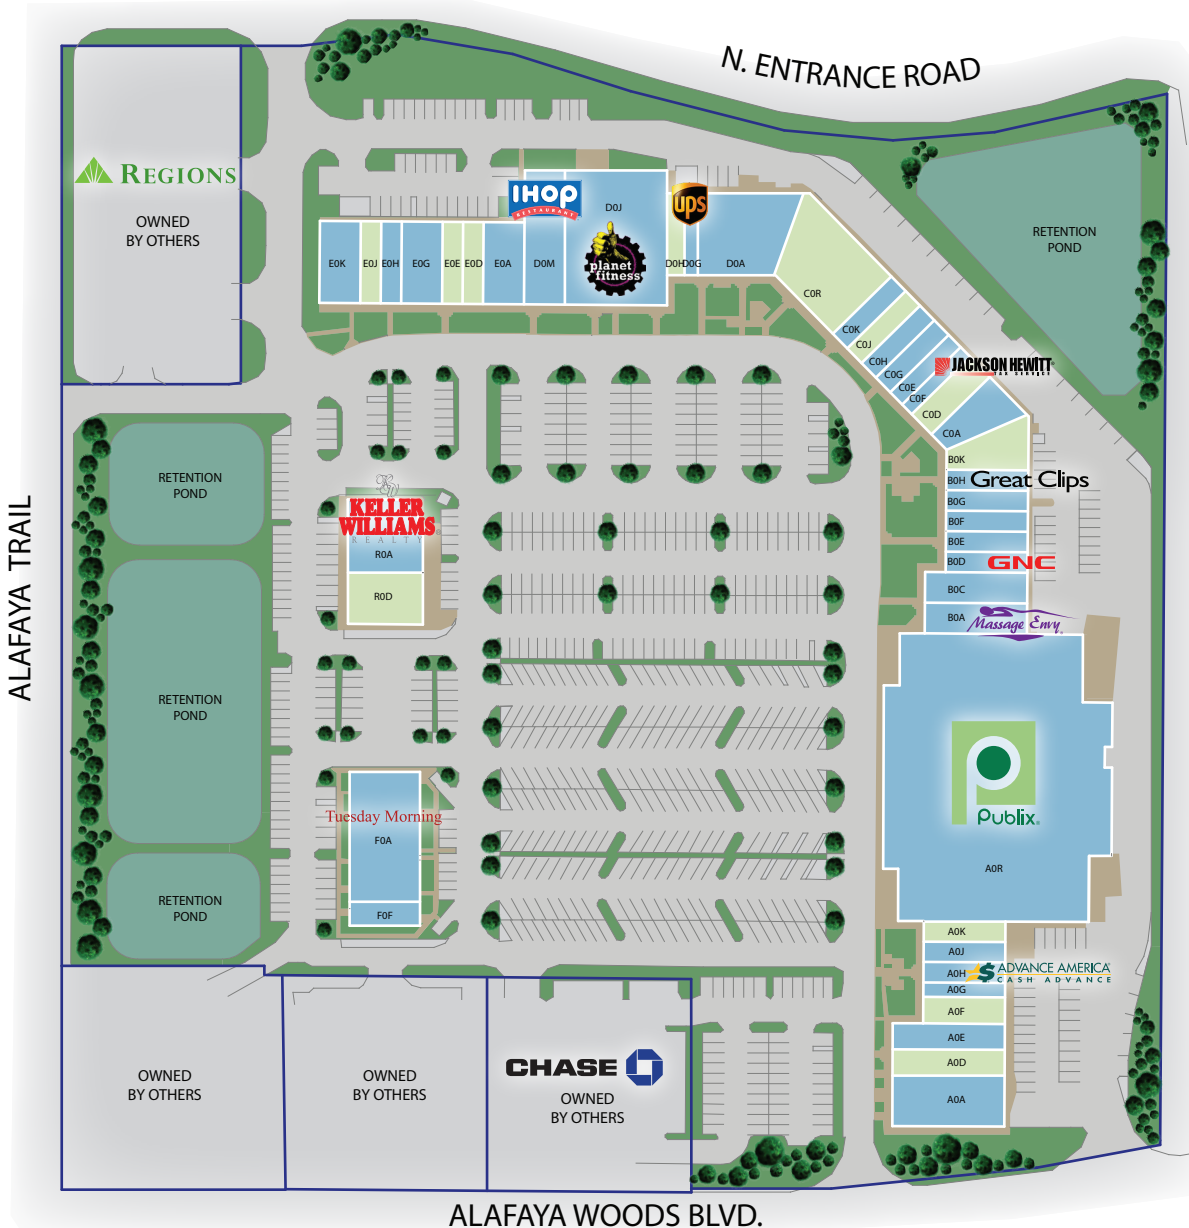 N. ENTRANCE ROAD
REGIONS
OWNED
BY OTHERS
IHOP
RESTAURANT
D0J
ups
planet
fitness
RETENTION
POND
E0K
E0J
E0H
E0G
E0E
E0D
E0A
D0M
D0H
D0G
D0A
C0R
C0K
C0J
C0H
C0G
C0E
C0F
C0D
C0A
JACKSON HEWITT
TAX SERVICE
B0K
B0H
Great Clips
B0G
B0F
B0E
B0D
GNC
B0C
B0A
Massage Envy
RETENTION
POND
KELLER
WILLIAMS
REALTY
R0A
R0D
ALAFAYA TRAIL
RETENTION
POND
Publix
A0R
Tuesday Morning
F0A
F0F
RETENTION
POND
A0K
A0J
A0H
ADVANCE AMERICA
CASH ADVANCE
A0G
A0F
A0E
A0D
A0A
OWNED
BY OTHERS
OWNED
BY OTHERS
CHASE
OWNED
BY OTHERS
ALAFAYA WOODS BLVD.